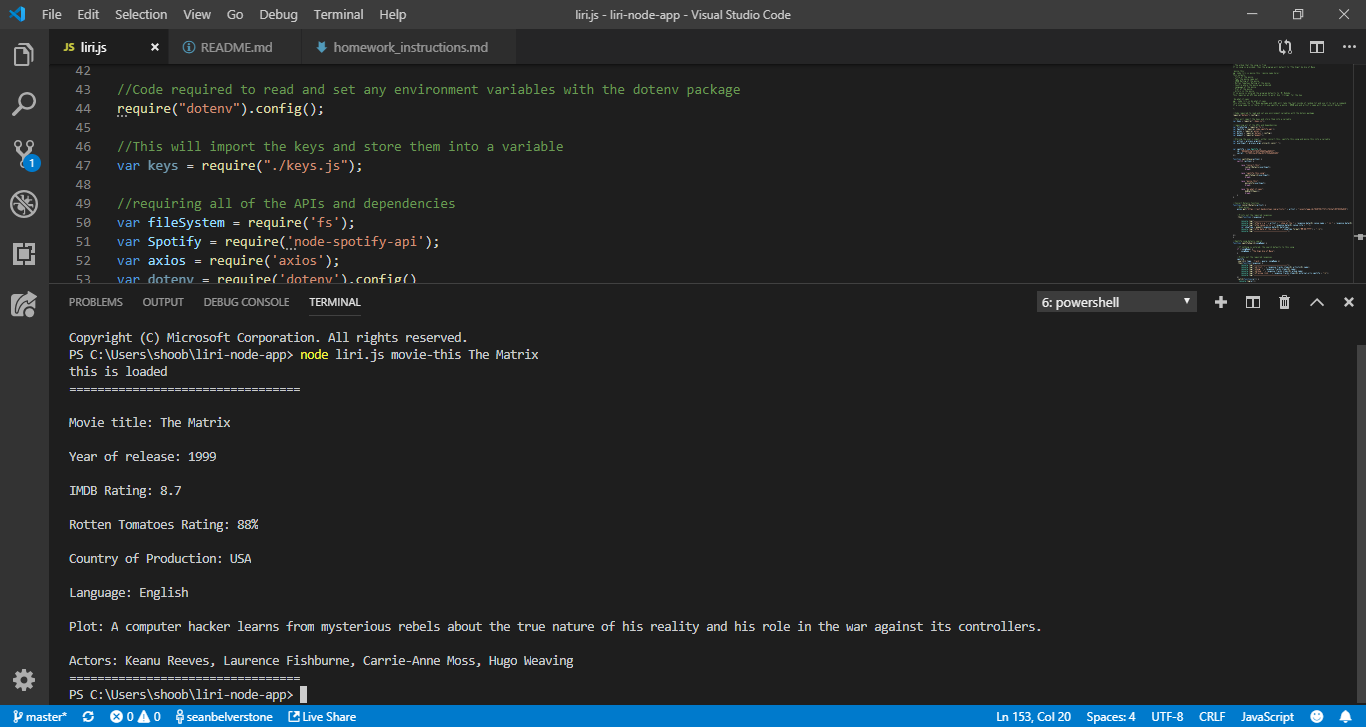 File Edit Selection View Go Debug Terminal Help liri.js - liri-node-app - Visual Studio Code
JS liri.js README.md homework_instructions.md
42
43 //Code required to read and set any environment variables with the dotenv package
44 require("dotenv").config();
45
46 //This will import the keys and store them into a variable
47 var keys = require("./keys.js");
48
49 //requiring all of the APIs and dependencies
50 var fileSystem = require('fs');
51 var Spotify = require('node-spotify-api');
52 var axios = require('axios');
53 var dotenv = require('dotenv').config()
1
PROBLEMS OUTPUT DEBUG CONSOLE TERMINAL 6: powershell
Copyright (C) Microsoft Corporation. All rights reserved.
PS C:\Users\shoob\liri-node-app> node liri.js movie-this The Matrix
this is loaded
=================================
Movie title: The Matrix
Year of release: 1999
IMDB Rating: 8.7
Rotten Tomatoes Rating: 88%
Country of Production: USA
Language: English
Plot: A computer hacker learns from mysterious rebels about the true nature of his reality and his role in the war against its controllers.
Actors: Keanu Reeves, Laurence Fishburne, Carrie-Anne Moss, Hugo Weaving
=================================
PS C:\Users\shoob\liri-node-app>
master* 0 0 seanbelverstone Live Share Ln 153, Col 20 Spaces: 4 UTF-8 CRLF JavaScript